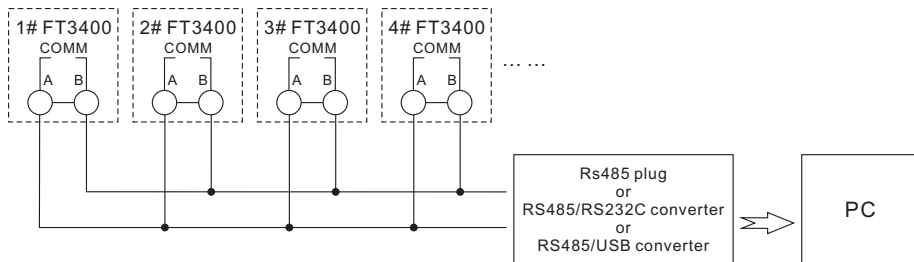 1# FT3400
COMM
A B
2# FT3400
COMM
A B
3# FT3400
COMM
A B
4# FT3400
COMM
A B
... ...
Rs485 plug
or
RS485/RS232C converter
or
RS485/USB converter
PC